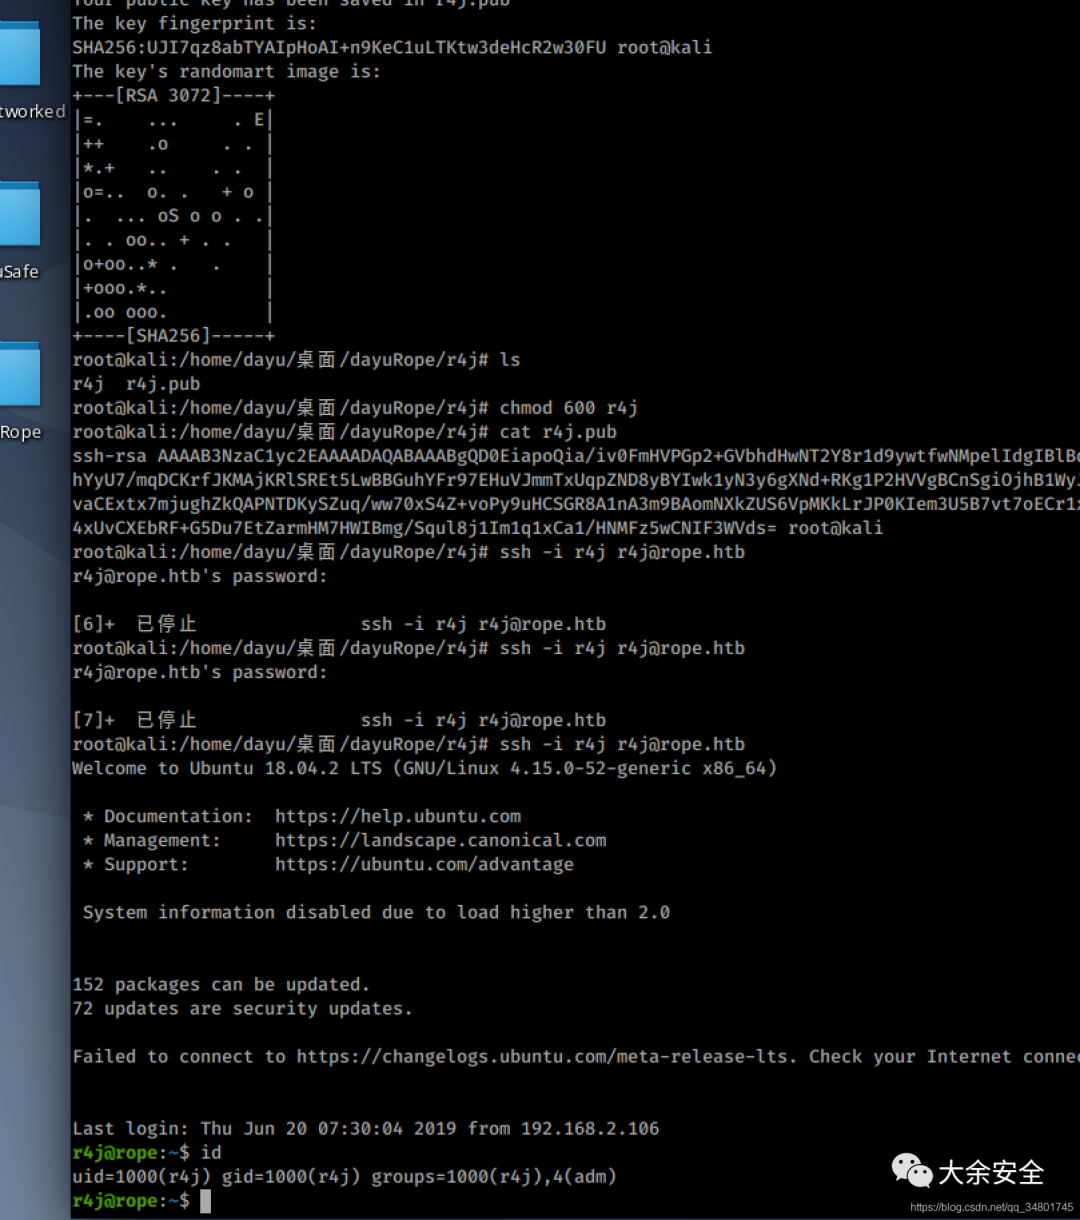 Your public key has been saved in r4j.pub
The key fingerprint is:
SHA256:UJI7qz8abTYAIpHoAI+n9KeC1uLTKtw3deHcR2w30FU root@kali
The key's randomart image is:
+---[RSA 3072]----+
|=.    ...     . E|
|++    .o     . . |
|*.+   ..    . .  |
|o=..  o. .   + o |
|.  ... oS o o . .|
|. . oo.. + . .   |
|o+oo..* .   .    |
|+ooo.*..         |
|.oo ooo.         |
+----[SHA256]-----+
root@kali:/home/dayu/桌面/dayuRope/r4j# ls
r4j  r4j.pub
root@kali:/home/dayu/桌面/dayuRope/r4j# chmod 600 r4j
root@kali:/home/dayu/桌面/dayuRope/r4j# cat r4j.pub
ssh-rsa AAAAB3NzaC1yc2EAAAADAQABAAABgQD0EiapoQia/iv0FmHVPGp2+GVbhdHwNT2Y8r1d9ywtfwNMpelIdgIBlB
hYyU7/mqDCKrfJKMAjKRlSREt5LwBBGuhYFr97EHuVJmmTxUqpZND8yBYIwk1yN3y6gXNd+RKg1P2HVVgBCnSgiOjhB1Wy
vaCExtx7mjughZkQAPNTDKySZuq/ww70xS4Z+voPy9uHCSGR8A1nA3m9BAomNXkZUS6VpMKkLrJP0KIem3U5B7vt7oECr1
4xUvCXEbRF+G5Du7EtZarmHM7HWIBmg/Squl8j1Im1q1xCa1/HNMFz5wCNIF3WVds= root@kali
root@kali:/home/dayu/桌面/dayuRope/r4j# ssh -i r4j r4j@rope.htb
r4j@rope.htb's password:
[6]+  已停止               ssh -i r4j r4j@rope.htb
root@kali:/home/dayu/桌面/dayuRope/r4j# ssh -i r4j r4j@rope.htb
r4j@rope.htb's password:
[7]+  已停止               ssh -i r4j r4j@rope.htb
root@kali:/home/dayu/桌面/dayuRope/r4j# ssh -i r4j r4j@rope.htb
Welcome to Ubuntu 18.04.2 LTS (GNU/Linux 4.15.0-52-generic x86_64)
* Documentation:  https://help.ubuntu.com
* Management:     https://landscape.canonical.com
* Support:        https://ubuntu.com/advantage
System information disabled due to load higher than 2.0
152 packages can be updated.
72 updates are security updates.
Failed to connect to https://changelogs.ubuntu.com/meta-release-lts. Check your Internet connec
Last login: Thu Jun 20 07:30:04 2019 from 192.168.2.106
r4j@rope:~$ id
uid=1000(r4j) gid=1000(r4j) groups=1000(r4j),4(adm)
r4j@rope:~$
tworked
uSafe
Rope
大余安全
https://blog.csdn.net/qq_34801745